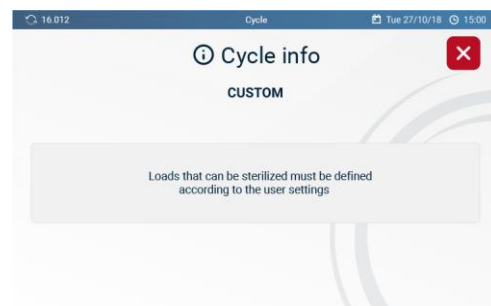 16.012 Cycle Tue 27/10/18 15:00
Cycle info
CUSTOM
Loads that can be sterilized must be defined
according to the user settings